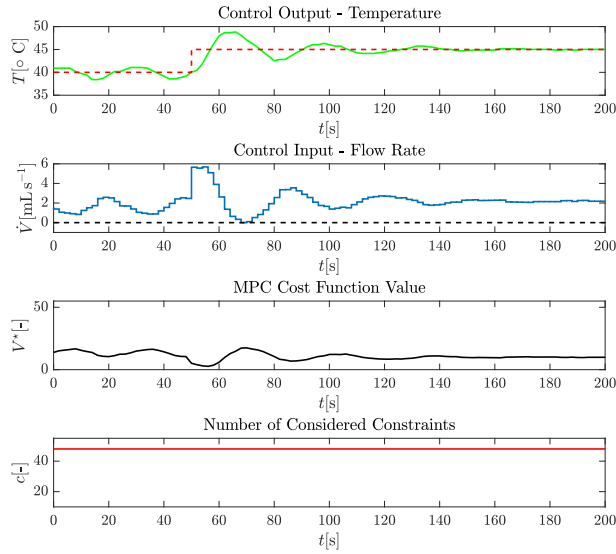 Control Output - Temperature
T[∘ C]
55
45
35
0 20 40 60 80 100 120 140 160 180 200
t[s]
Control Input - Flow Rate
V̇[mL s⁻¹]
6
4
2
0
0 20 40 60 80 100 120 140 160 180 200
t[s]
MPC Cost Function Value
V*[-]
50
0
0 20 40 60 80 100 120 140 160 180 200
t[s]
Number of Considered Constraints
c[-]
40
20
0 20 40 60 80 100 120 140 160 180 200
t[s]